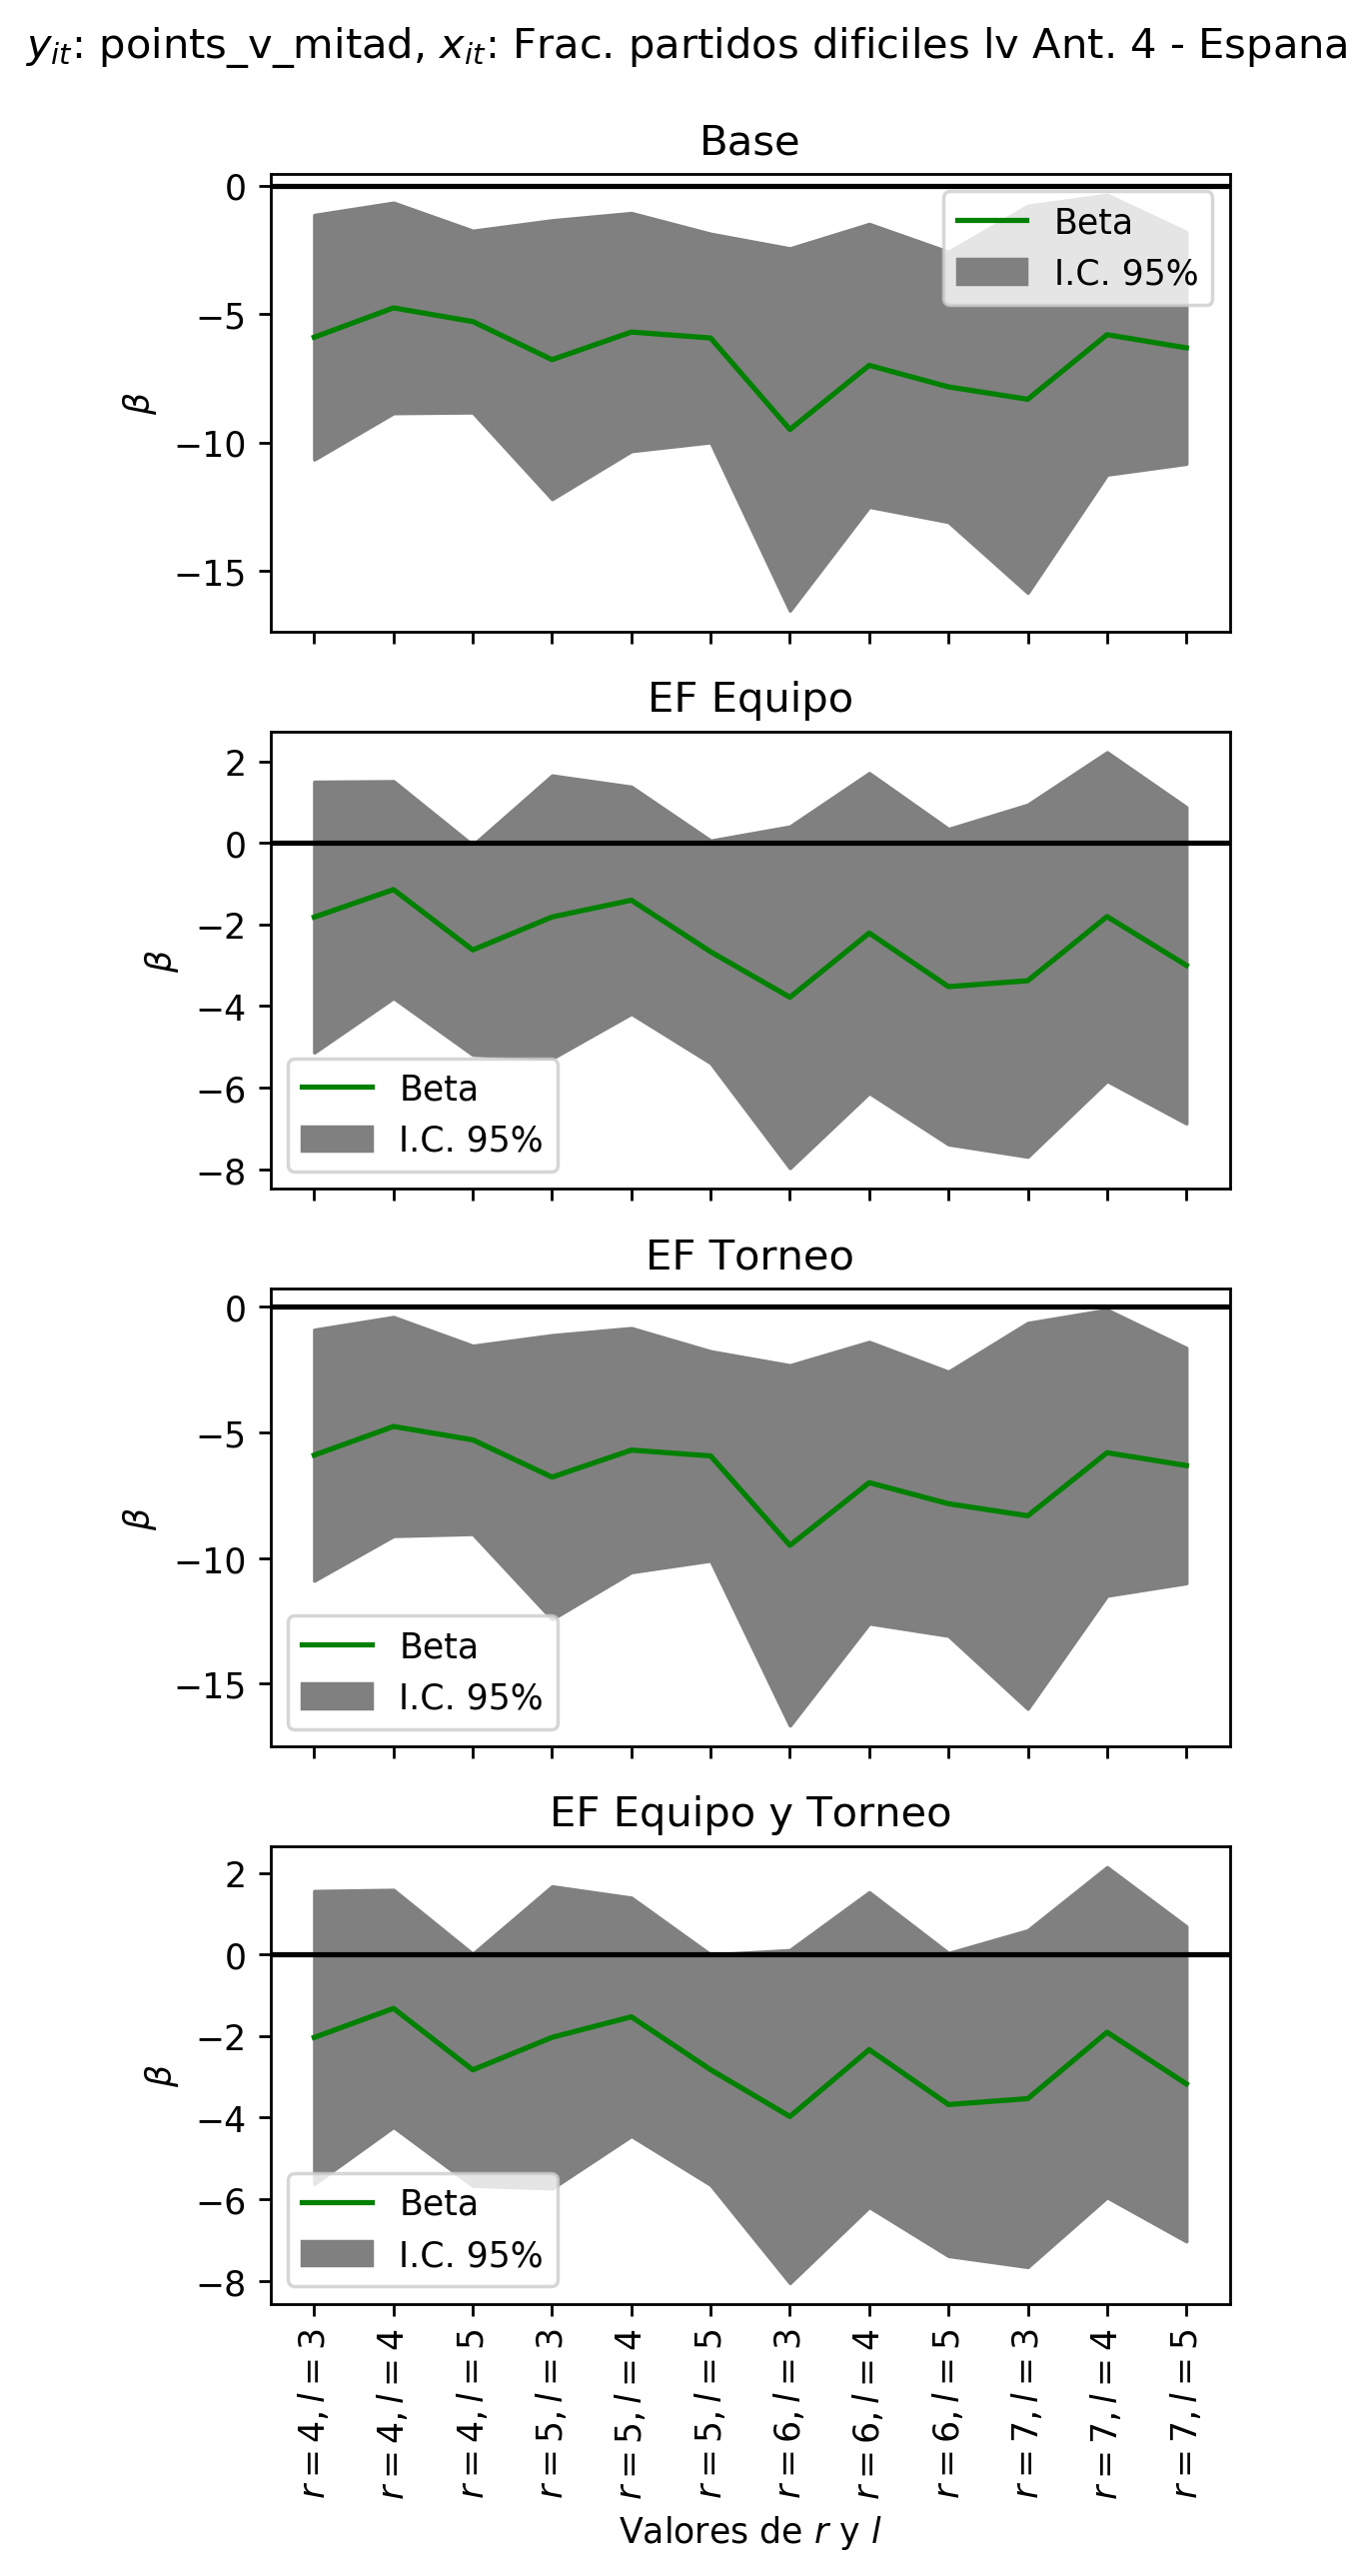 y_it: points_v_mitad, x_it: Frac. partidos dificiles lv Ant. 4 - Espana
Base
0
−5
−10
−15
β
Beta
I.C. 95%
EF Equipo
2
0
−2
−4
−6
−8
β
Beta
I.C. 95%
EF Torneo
0
−5
−10
−15
β
Beta
I.C. 95%
EF Equipo y Torneo
2
0
−2
−4
−6
−8
β
Beta
I.C. 95%
r = 4, l = 3
r = 4, l = 4
r = 4, l = 5
r = 5, l = 3
r = 5, l = 4
r = 5, l = 5
r = 6, l = 3
r = 6, l = 4
r = 6, l = 5
r = 7, l = 3
r = 7, l = 4
r = 7, l = 5
Valores de r y l